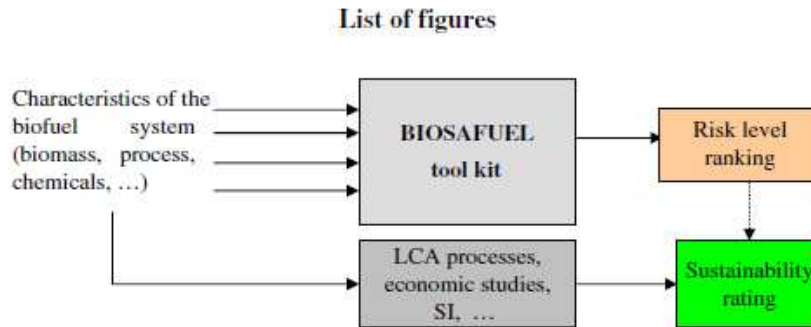 List of figures
Characteristics of the
biofuel system
(biomass, process,
chemicals, …)
BIOSAFUEL
tool kit
Risk level
ranking
LCA processes,
economic studies,
SI, …
Sustainability
rating